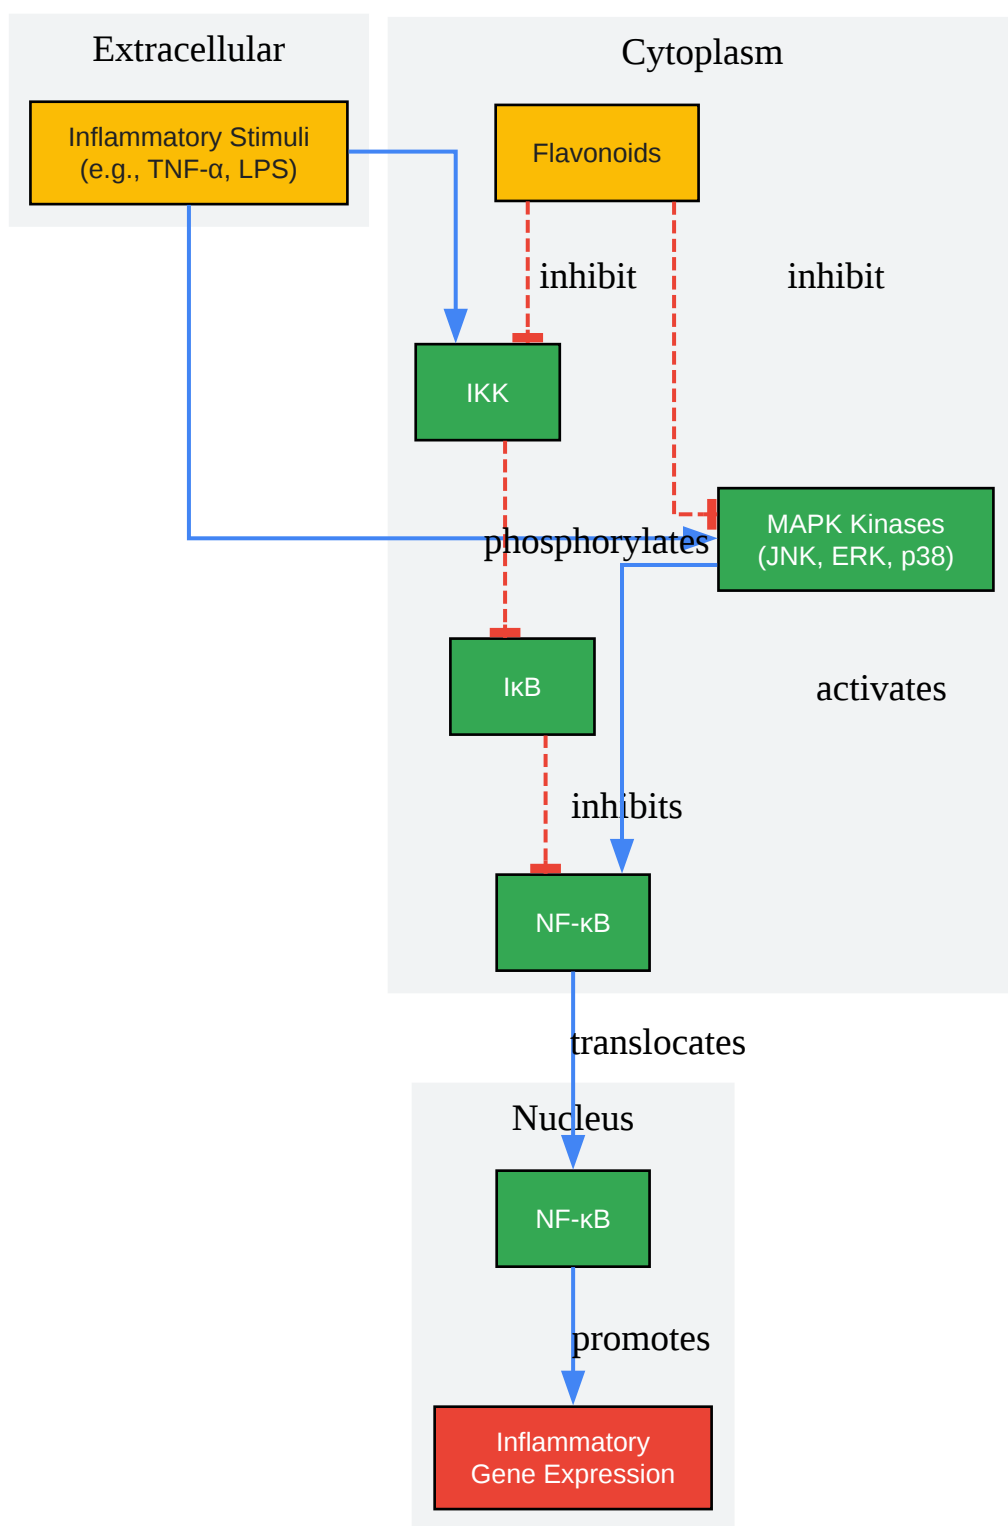 Extracellular
Cytoplasm
Inflammatory Stimuli
(e.g., TNF-α, LPS)
Flavonoids
inhibit
inhibit
IKK
MAPK Kinases
(JNK, ERK, p38)
phosphorylates
IκB
activates
inhibits
NF-κB
translocates
Nucleus
NF-κB
promotes
Inflammatory
Gene Expression